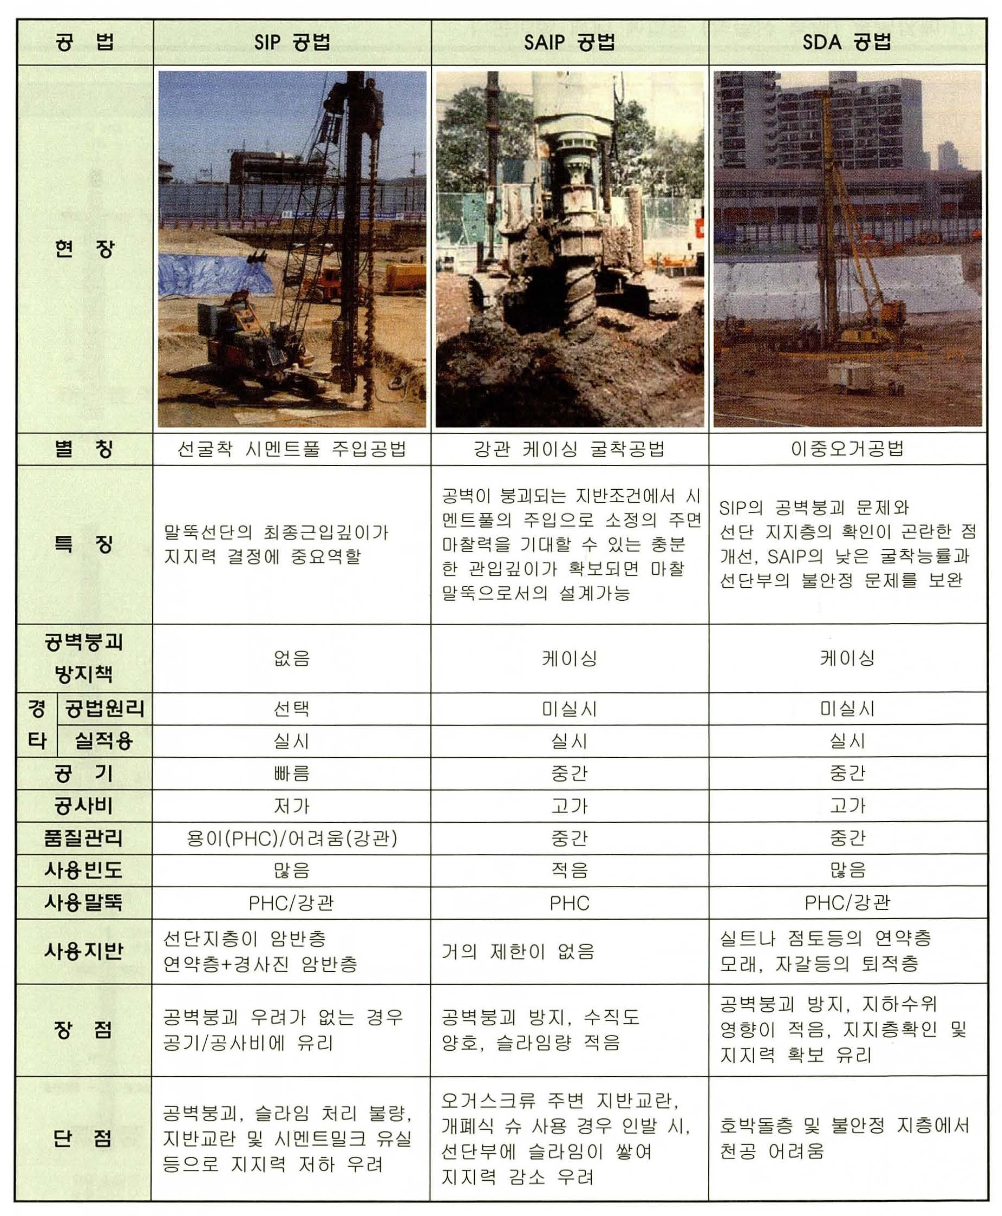 공 법
SIP 공법
SAIP 공법
SDA 공법
현 장
별 칭
선굴착 시멘트풀 주입공법
강관 케이싱 굴착공법
이중오거공법
특 징
말뚝선단의 최종근입깊이가
지지력 결정에 중요역할
공벽이 붕괴되는 지반조건에서 시
멘트풀의 주입으로 소정의 주면
마찰력을 기대할 수 있는 충분
한 관입깊이가 확보되면 마찰
말뚝으로서의 설계가능
SIP의 공벽붕괴 문제와
선단 지지층의 확인이 곤란한 점
개선, SAIP의 낮은 굴착능률과
선단부의 불안정 문제를 보완
공벽붕괴
방지책
없음
케이싱
케이싱
경
타
공법원리
선택
미실시
미실시
실적용
실시
실시
실시
공 기
빠름
중간
중간
공사비
저가
고가
고가
품질관리
용이(PHC)/어려움(강관)
중간
중간
사용빈도
많음
적음
많음
사용말뚝
PHC/강관
PHC
PHC/강관
사용지반
선단지층이 암반층
연약층+경사진 암반층
거의 제한이 없음
실트나 점토등의 연약층
모래, 자갈등의 퇴적층
장 점
공벽붕괴 우려가 없는 경우
공기/공사비에 유리
공벽붕괴 방지, 수직도
양호, 슬라임량 적음
공벽붕괴 방지, 지하수위
영향이 적음, 지지층확인 및
지지력 확보 유리
단 점
공벽붕괴, 슬라임 처리 불량,
지반교란 및 시멘트밀크 유실
등으로 지지력 저하 우려
오거스크류 주변 지반교란,
개폐식 슈 사용 경우 인발 시,
선단부에 슬라임이 쌓여
지지력 감소 우려
호박돌층 및 불안정 지층에서
천공 어려움